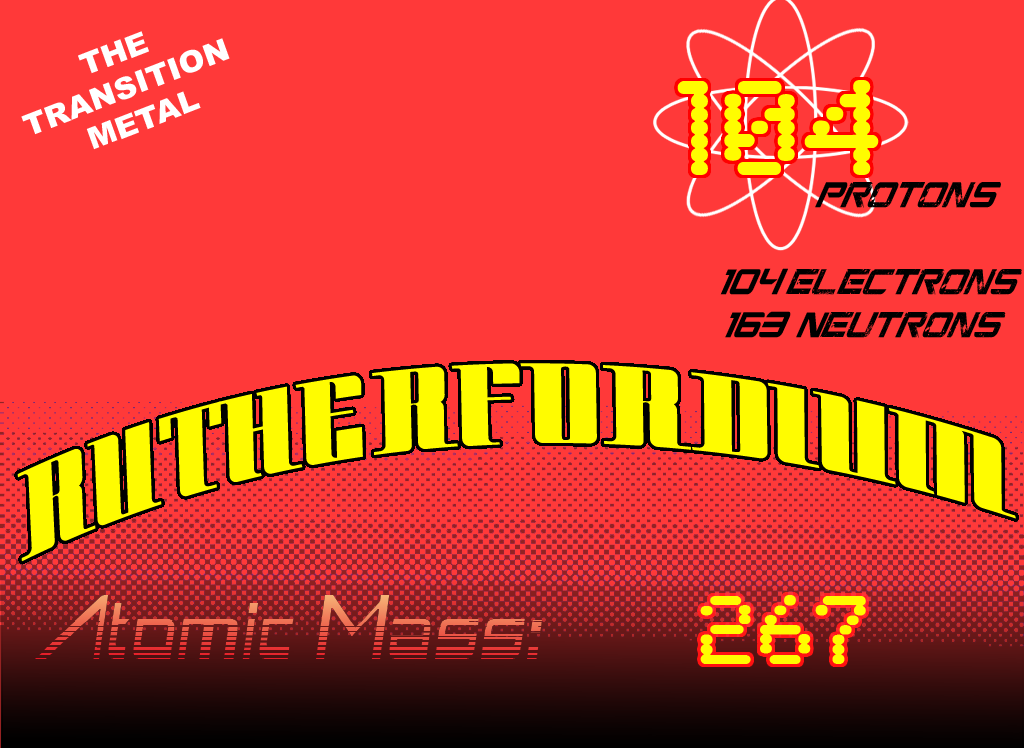 THE
TRANSITION
METAL
104
PROTONS
104 ELECTRONS
163 NEUTRONS
RUTHERFORDIUM
Atomic Mass: 267